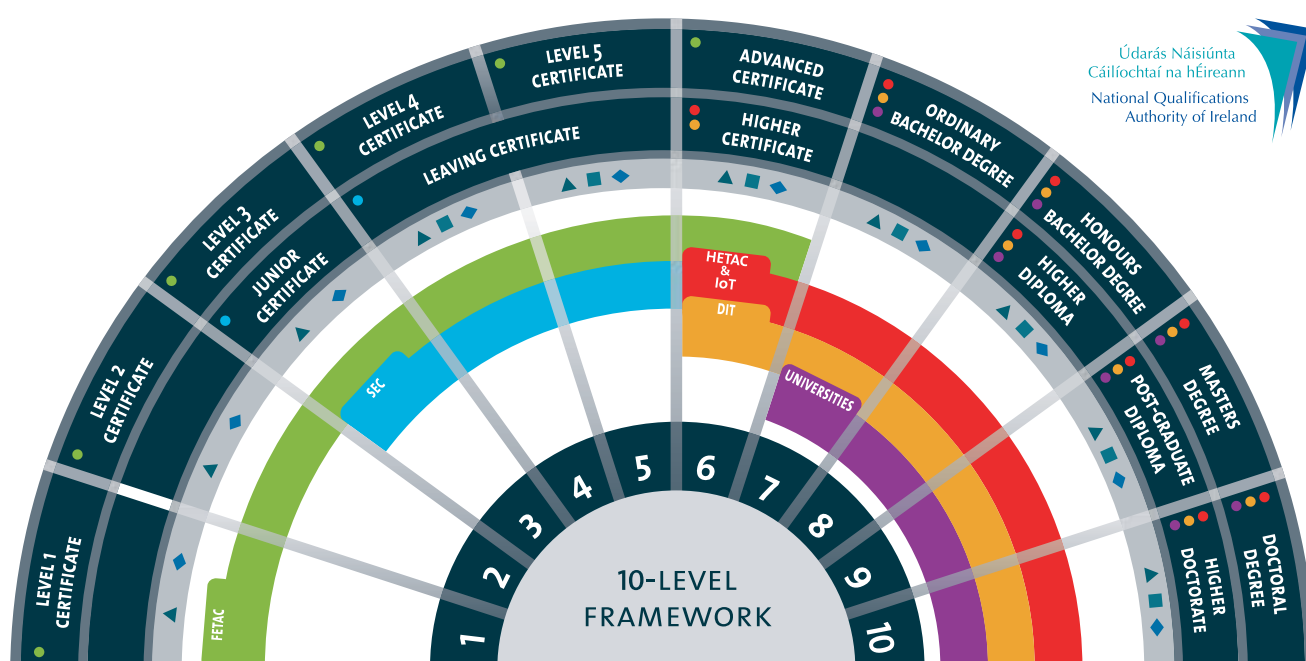 Údarás Náisiúnta
Cáilíochtaí na hÉireann
National Qualifications
Authority of Ireland
LEVEL 1
CERTIFICATE
LEVEL 2
CERTIFICATE
LEVEL 3
CERTIFICATE
LEVEL 4
CERTIFICATE
LEVEL 5
CERTIFICATE
ADVANCED
CERTIFICATE
ORDINARY
BACHELOR DEGREE
HONOURS
BACHELOR DEGREE
MASTERS
DEGREE
DOCTORAL
DEGREE
JUNIOR
CERTIFICATE
LEAVING CERTIFICATE
HIGHER
CERTIFICATE
HIGHER
DIPLOMA
POST-GRADUATE
DIPLOMA
HIGHER
DOCTORATE
FETAC
SEC
HETAC
&
IoT
DIT
UNIVERSITIES
1
2
3
4
5
6
7
8
9
10
10-LEVEL
FRAMEWORK